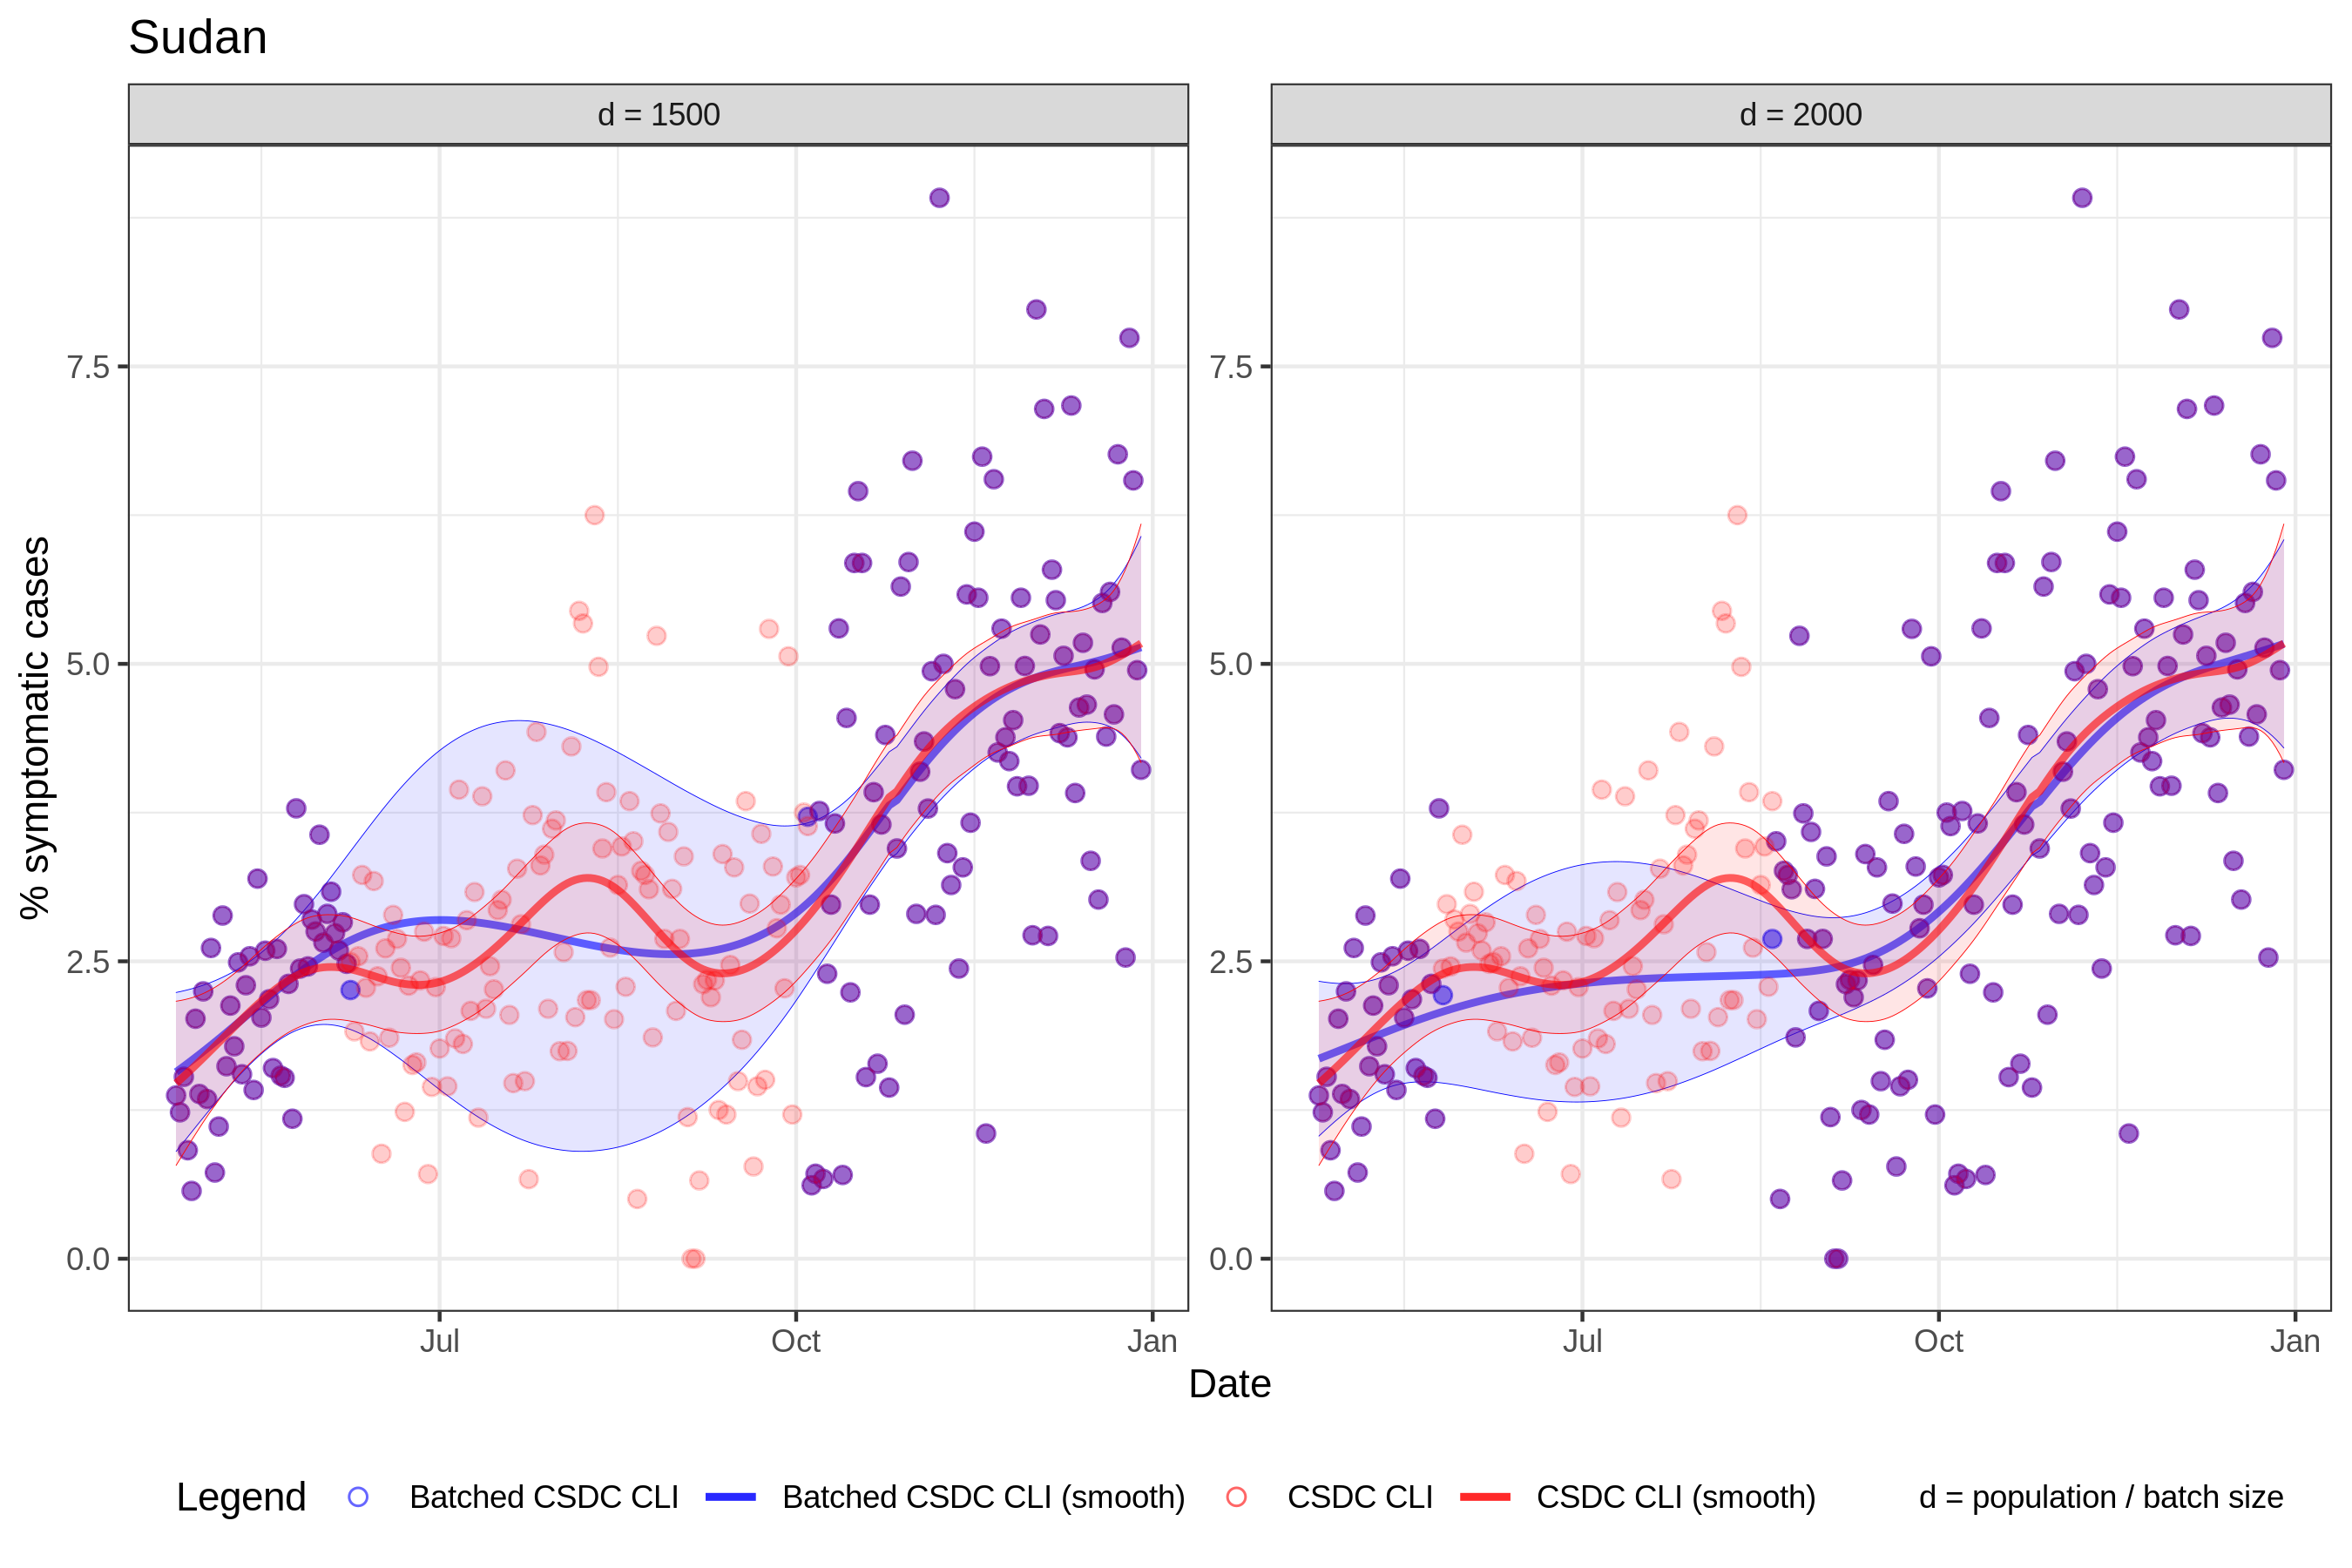 Sudan
d = 1500
d = 2000
% symptomatic cases
7.5
5.0
2.5
0.0
7.5
5.0
2.5
0.0
Jul
Oct
Jan
Jul
Oct
Jan
Date
Legend
Batched CSDC CLI
Batched CSDC CLI (smooth)
CSDC CLI
CSDC CLI (smooth)
d = population / batch size